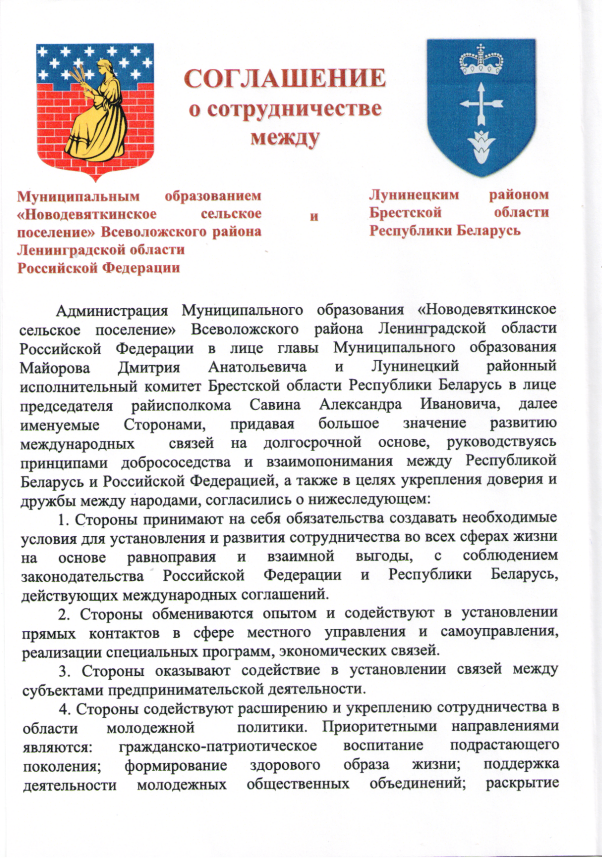 СОГЛАШЕНИЕ
о сотрудничестве
между
Муниципальным образованием
«Новодевяткинское сельское
поселение» Всеволожского района
Ленинградской области
Российской Федерации
и
Лунинецким районом
Брестской области
Республики Беларусь
Администрация Муниципального образования «Новодевяткинское
сельское поселение» Всеволожского района Ленинградской области
Российской Федерации в лице главы Муниципального образования
Майорова Дмитрия Анатольевича и Лунинецкий районный
исполнительный комитет Брестской области Республики Беларусь в лице
председателя райисполкома Савина Александра Ивановича, далее
именуемые Сторонами, придавая большое значение развитию
международных связей на долгосрочной основе, руководствуясь
принципами добрососедства и взаимопонимания между Республикой
Беларусь и Российской Федерацией, а также в целях укрепления доверия и
дружбы между народами, согласились о нижеследующем:
1. Стороны принимают на себя обязательства создавать необходимые
условия для установления и развития сотрудничества во всех сферах жизни
на основе равноправия и взаимной выгоды, с соблюдением
законодательства Российской Федерации и Республики Беларусь,
действующих международных соглашений.
2. Стороны обмениваются опытом и содействуют в установлении
прямых контактов в сфере местного управления и самоуправления,
реализации специальных программ, экономических связей.
3. Стороны оказывают содействие в установлении связей между
субъектами предпринимательской деятельности.
4. Стороны содействуют расширению и укреплению сотрудничества в
области молодежной политики. Приоритетными направлениями
являются: гражданско-патриотическое воспитание подрастающего
поколения; формирование здорового образа жизни; поддержка
деятельности молодежных общественных объединений; раскрытие